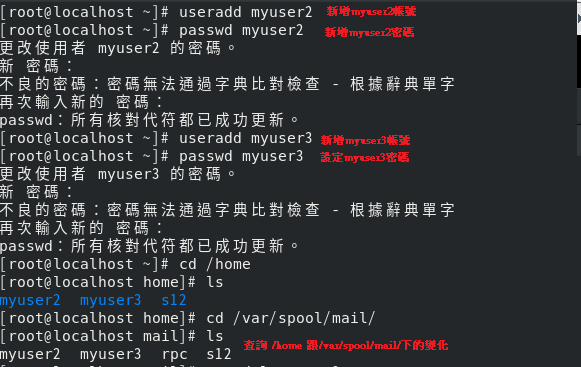 [root@localhost ~]# useradd myuser2 新增myuser2帳號
[root@localhost ~]# passwd myuser2 新增myuser2密碼
更改使用者 myuser2 的密碼。
新 密碼：
不良的密碼：密碼無法通過字典比對檢查 - 根據辭典單字
再次輸入新的 密碼：
passwd：所有核對代符都已成功更新。
[root@localhost ~]# useradd myuser3 新增myuser3帳號
[root@localhost ~]# passwd myuser3 設定myuser3密碼
更改使用者 myuser3 的密碼。
新 密碼：
不良的密碼：密碼無法通過字典比對檢查 - 根據辭典單字
再次輸入新的 密碼：
passwd：所有核對代符都已成功更新。
[root@localhost ~]# cd /home
[root@localhost home]# ls
myuser2 myuser3 s12
[root@localhost home]# cd /var/spool/mail/
[root@localhost mail]# ls
查詢 /home 跟/var/spool/mail/下的變化
myuser2 myuser3 rpc s12